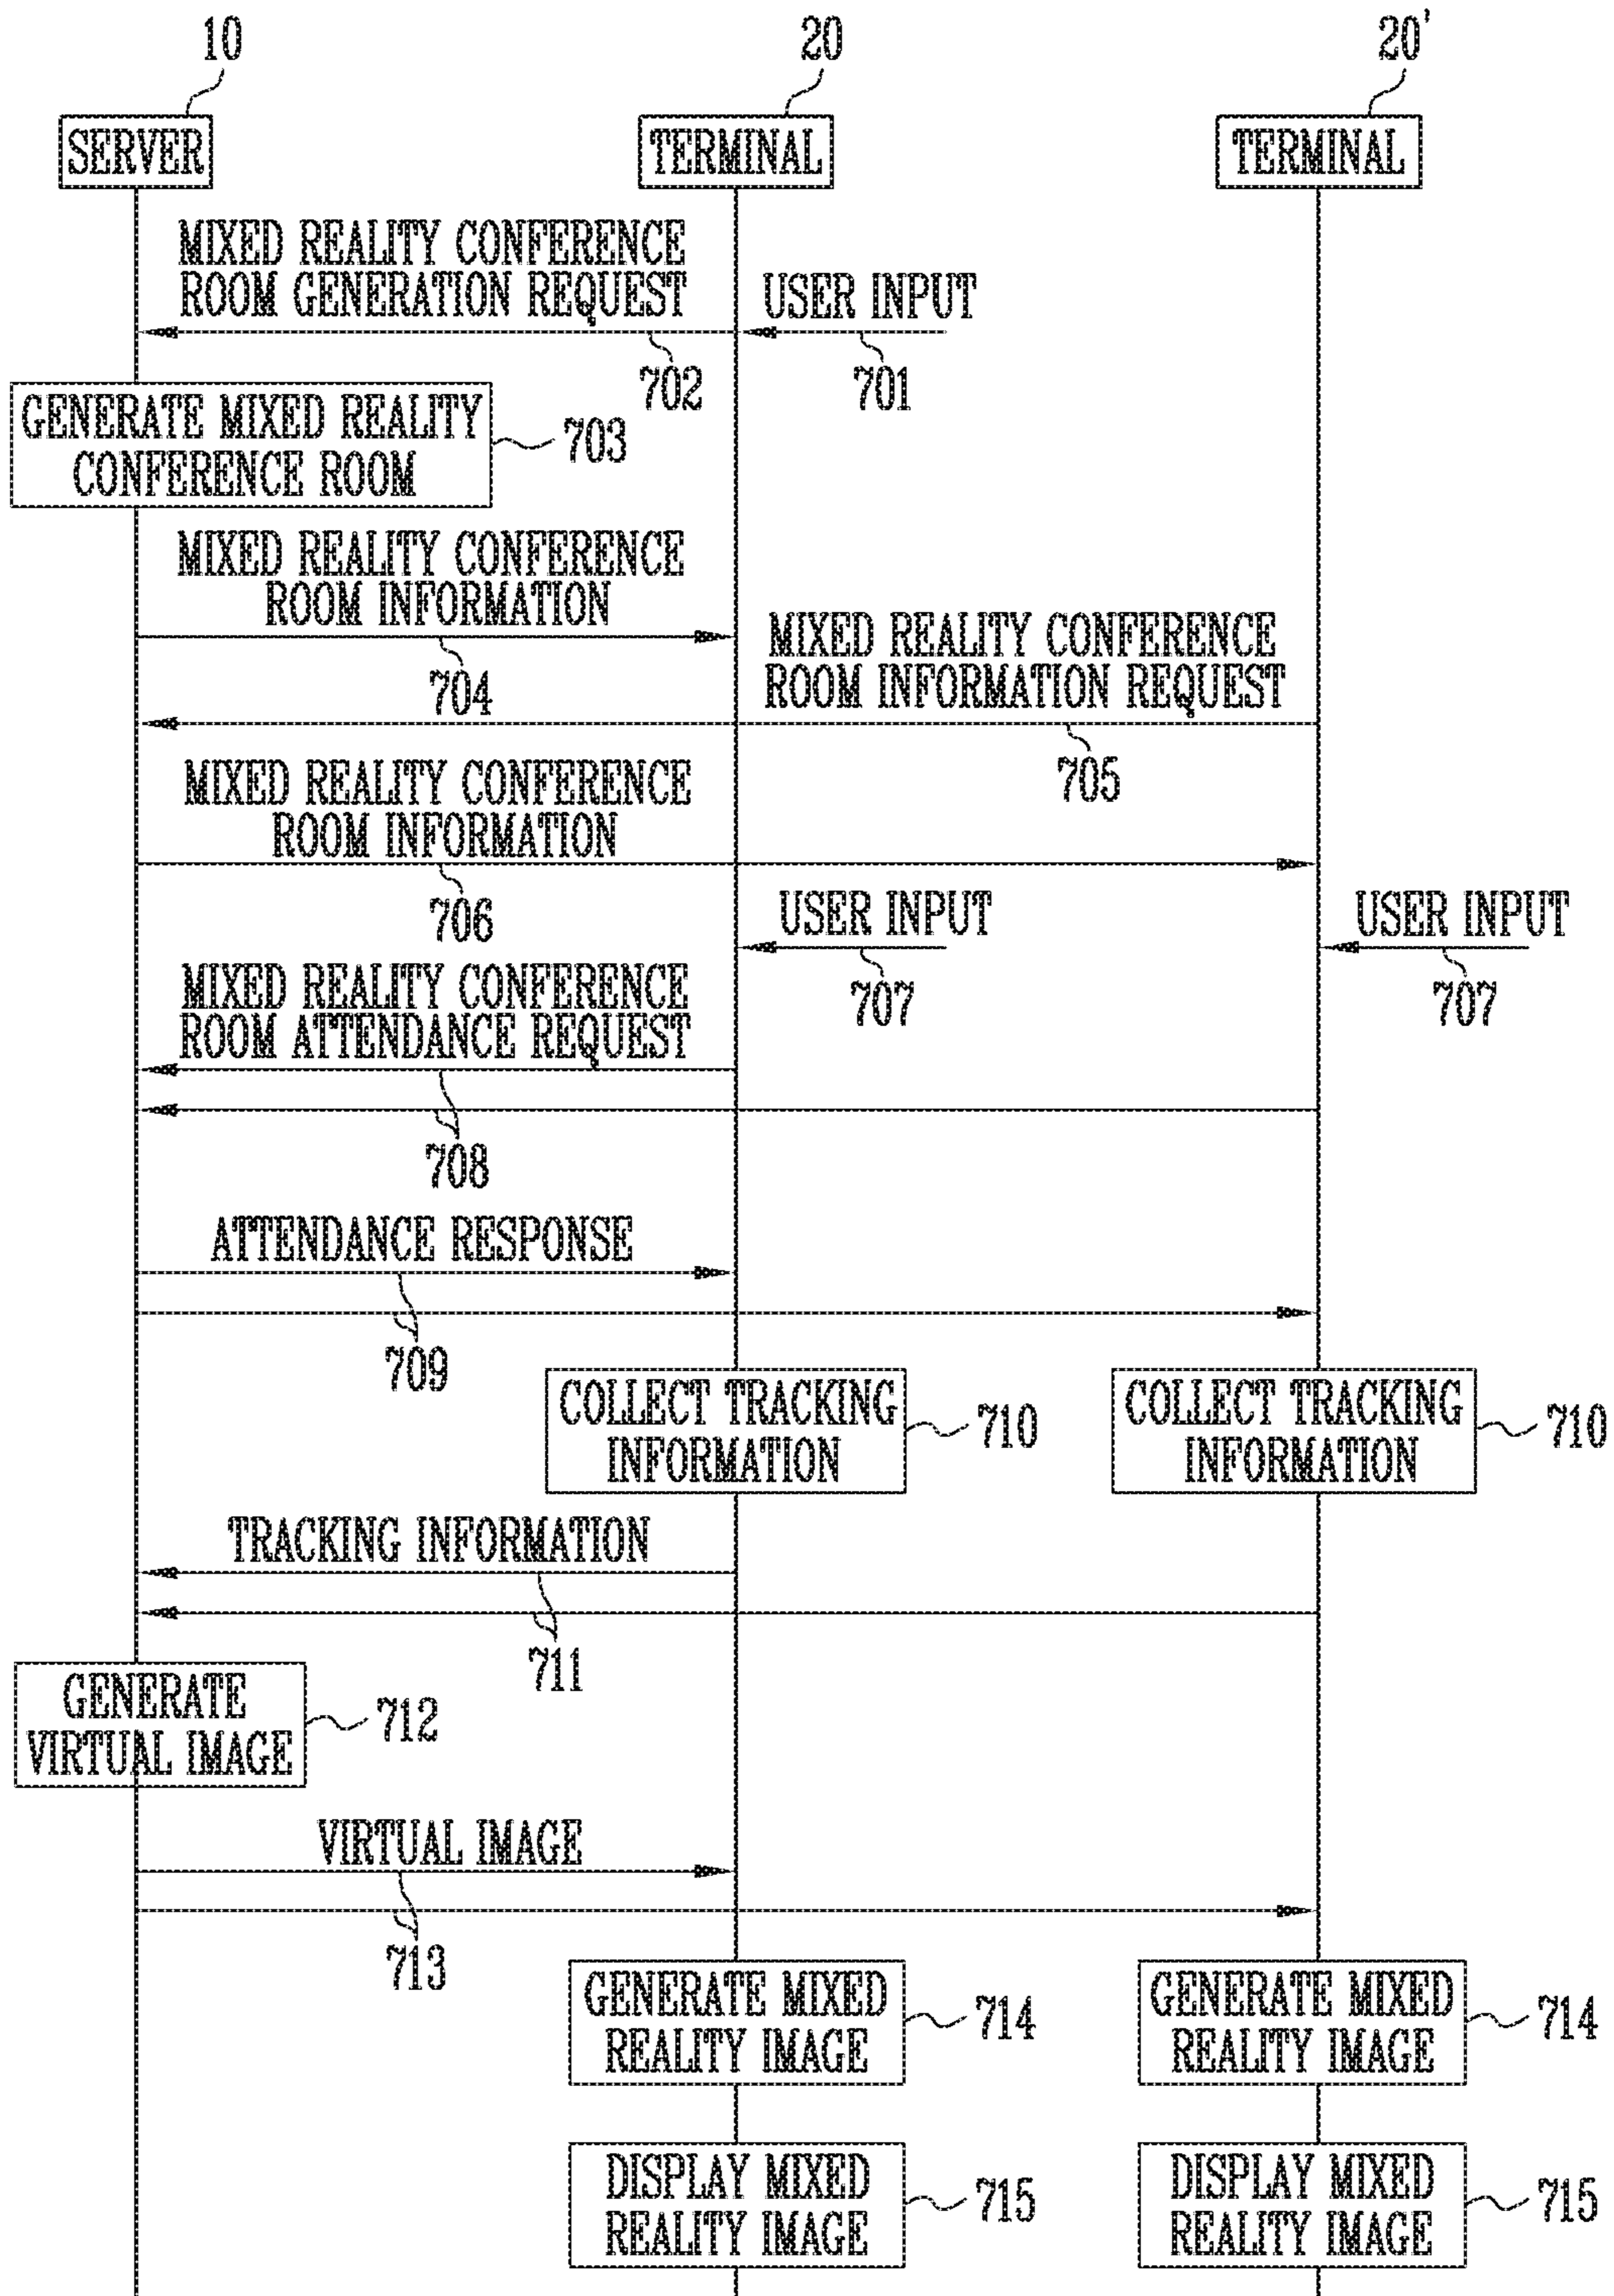 10
20
20'
SERVER
TERMINAL
TERMINAL
MIXED REALITY CONFERENCE
ROOM GENERATION REQUEST
USER INPUT
702
701
GENERATE MIXED REALITY
CONFERENCE ROOM
703
MIXED REALITY CONFERENCE
ROOM INFORMATION
704
MIXED REALITY CONFERENCE
ROOM INFORMATION REQUEST
705
MIXED REALITY CONFERENCE
ROOM INFORMATION
706
USER INPUT
707
USER INPUT
707
MIXED REALITY CONFERENCE
ROOM ATTENDANCE REQUEST
708
ATTENDANCE RESPONSE
709
COLLECT TRACKING
INFORMATION
710
COLLECT TRACKING
INFORMATION
710
TRACKING INFORMATION
711
GENERATE
VIRTUAL IMAGE
712
VIRTUAL IMAGE
713
GENERATE MIXED
REALITY IMAGE
714
GENERATE MIXED
REALITY IMAGE
714
DISPLAY MIXED
REALITY IMAGE
715
DISPLAY MIXED
REALITY IMAGE
715